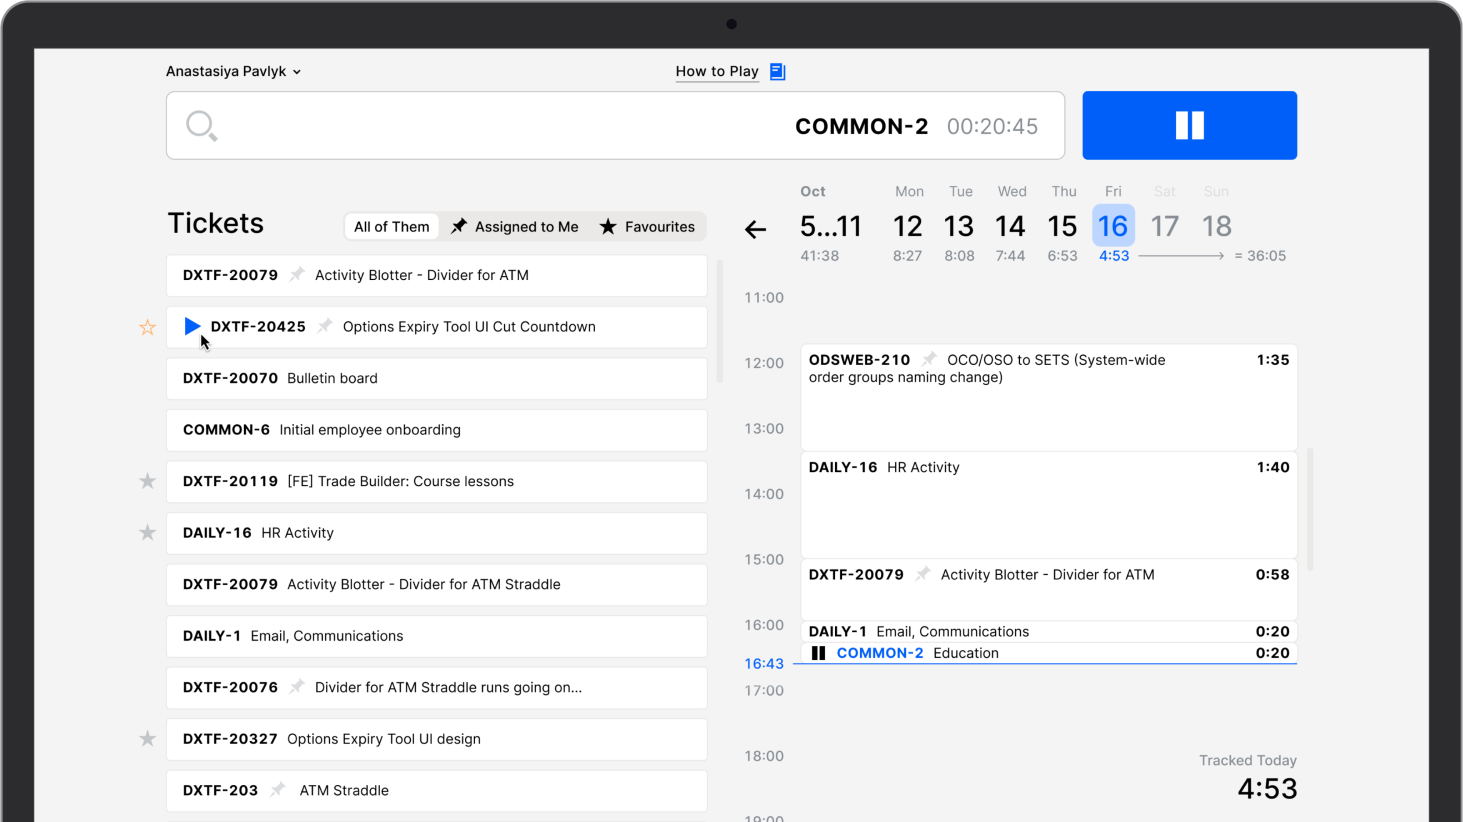 Anastasiya Pavlyk
How to Play
COMMON-2 00:20:45
Tickets
All of Them Assigned to Me Favourites
DXTF-20079 Activity Blotter - Divider for ATM
DXTF-20425 Options Expiry Tool UI Cut Countdown
DXTF-20070 Bulletin board
COMMON-6 Initial employee onboarding
DXTF-20119 [FE] Trade Builder: Course lessons
DAILY-16 HR Activity
DXTF-20079 Activity Blotter - Divider for ATM Straddle
DAILY-1 Email, Communications
DXTF-20076 Divider for ATM Straddle runs going on...
DXTF-20327 Options Expiry Tool UI design
DXTF-203 ATM Straddle
Oct Mon Tue Wed Thu Fri Sat Sun
5...11 12 13 14 15 16 17 18
41:38 8:27 8:08 7:44 6:53 4:53 = 36:05
11:00
12:00
13:00
14:00
15:00
16:00
16:43
17:00
18:00
19:00
ODSWEB-210 OCO/OSO to SETS (System-wide 1:35
order groups naming change)
DAILY-16 HR Activity 1:40
DXTF-20079 Activity Blotter - Divider for ATM 0:58
DAILY-1 Email, Communications 0:20
COMMON-2 Education 0:20
Tracked Today
4:53